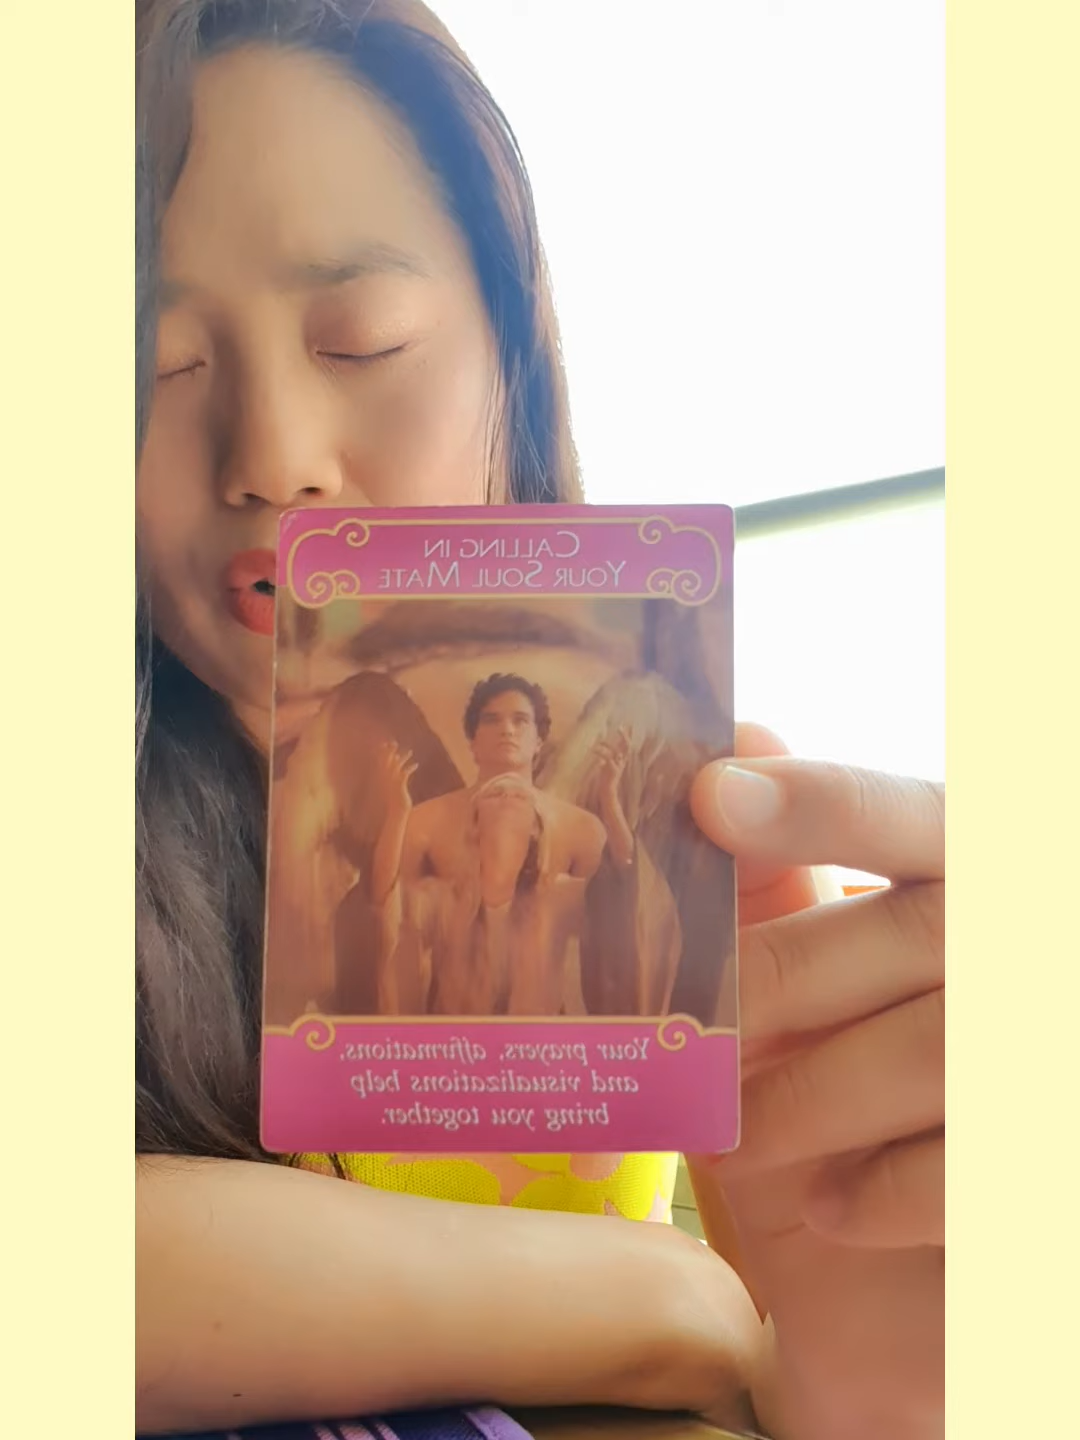 CALLING IN
YOUR SOUL MATE
Your prayers, affirmations,
and visualizations help
bring you together.